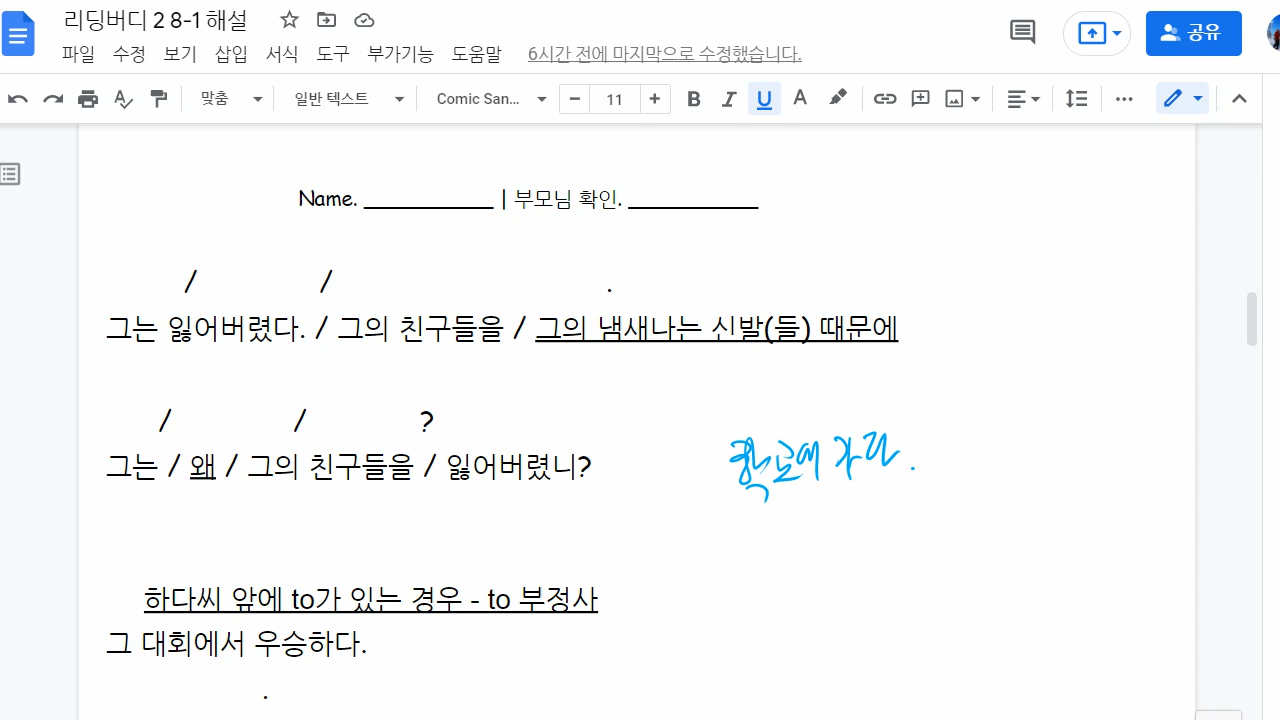 리딩버디 2 8-1 해설
파일 수정 보기 삽입 서식 도구 부가기능 도움말 6시간 전에 마지막으로 수정했습니다.
공유
맞춤 일반 텍스트 Comic San... − 11 + B I U A
Name. __________ | 부모님 확인. __________
/ / .
그는 잃어버렸다. / 그의 친구들을 / 그의 냄새나는 신발(들) 때문에
/ / ?
그는 / 왜 / 그의 친구들을 / 잃어버렸니?
학교에 가다.
하다씨 앞에 to가 있는 경우 - to 부정사
그 대회에서 우승하다.
.